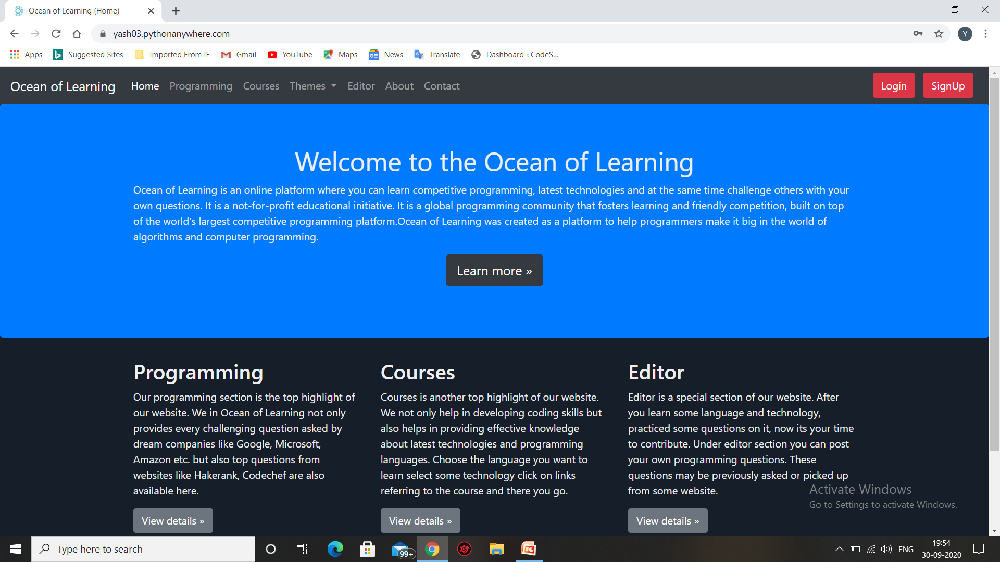 Ocean of Learning (Home)
yash03.pythonanywhere.com
Y
Apps Suggested Sites Imported From IE Gmail YouTube Maps News Translate Dashboard ‹ CodeS...
Ocean of Learning Home Programming Courses Themes Editor About Contact Login SignUp
Welcome to the Ocean of Learning
Ocean of Learning is an online platform where you can learn competitive programming, latest technologies and at the same time challenge others with your
own questions. It is a not-for-profit educational initiative. It is a global programming community that fosters learning and friendly competition, built on top
of the world’s largest competitive programming platform.Ocean of Learning was created as a platform to help programmers make it big in the world of
algorithms and computer programming.
Learn more »
Programming
Our programming section is the top highlight of
our website. We in Ocean of Learning not only
provides every challenging question asked by
dream companies like Google, Microsoft,
Amazon etc. but also top questions from
websites like Hakerank, Codechef are also
available here.
View details »
Courses
Courses is another top highlight of our website.
We not only help in developing coding skills but
also helps in providing effective knowledge
about latest technologies and programming
languages. Choose the language you want to
learn select some technology click on links
referring to the course and there you go.
View details »
Editor
Editor is a special section of our website. After
you learn some language and technology,
practiced some questions on it, now its your time
to contribute. Under editor section you can post
your own programming questions. These
questions may be previously asked or picked up
from some website.
View details »
Activate Windows
Go to Settings to activate Windows.
Type here to search
99+
ENG
19:54
30-09-2020